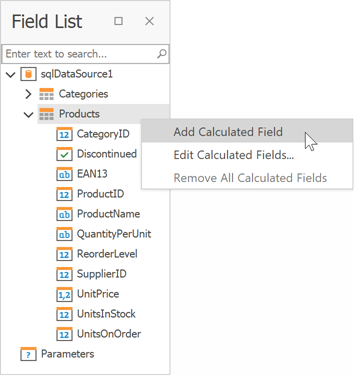 Field List
Enter text to search...
sqlDataSource1
Categories
Products
12 CategoryID
Add Calculated Field
Discontinued
Edit Calculated Fields...
ab EAN13
Remove All Calculated Fields
12 ProductID
ab ProductName
ab QuantityPerUnit
12 ReorderLevel
12 SupplierID
1,2 UnitPrice
12 UnitsInStock
12 UnitsOnOrder
? Parameters